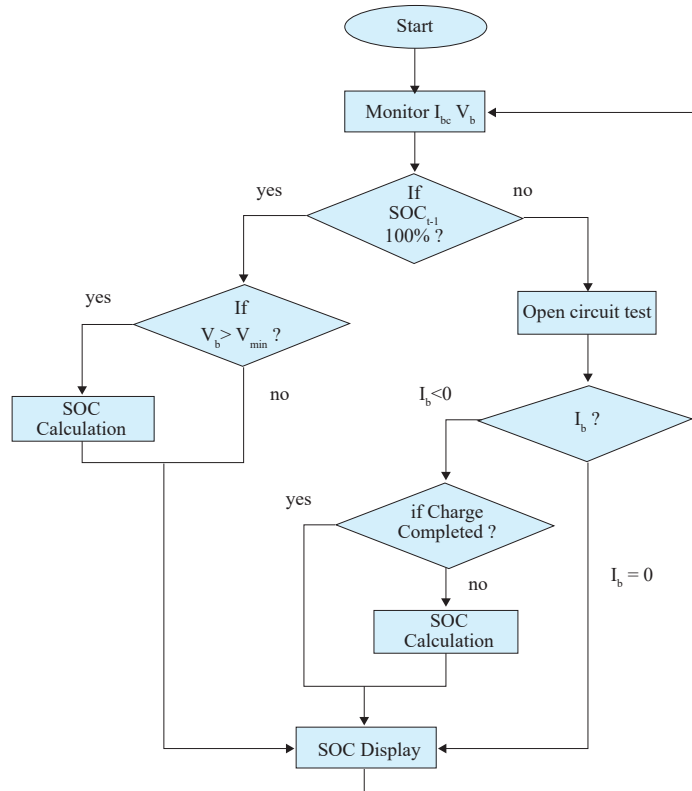 Start
Monitor I_bc V_b
yes
If
SOC_t-1
100% ?
no
yes
If
V_b> V_min ?
Open circuit test
no
I_b<0
SOC
Calculation
I_b ?
yes
if Charge
Completed ?
no
I_b = 0
SOC
Calculation
SOC Display